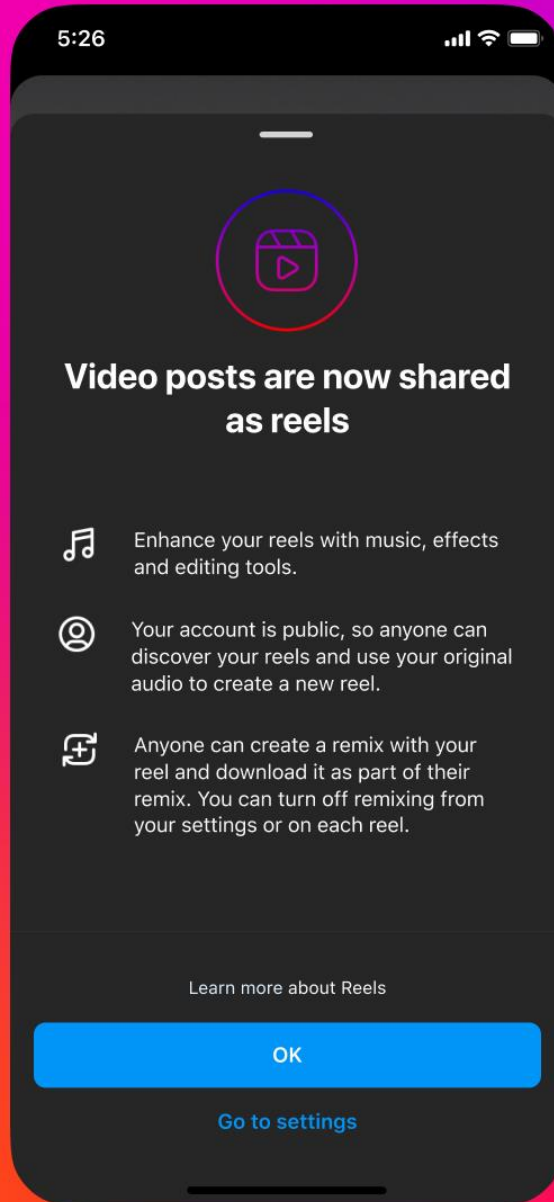 5:26
Video posts are now shared
as reels
Enhance your reels with music, effects
and editing tools.
Your account is public, so anyone can
discover your reels and use your original
audio to create a new reel.
Anyone can create a remix with your
reel and download it as part of their
remix. You can turn off remixing from
your settings or on each reel.
Learn more about Reels
OK
Go to settings